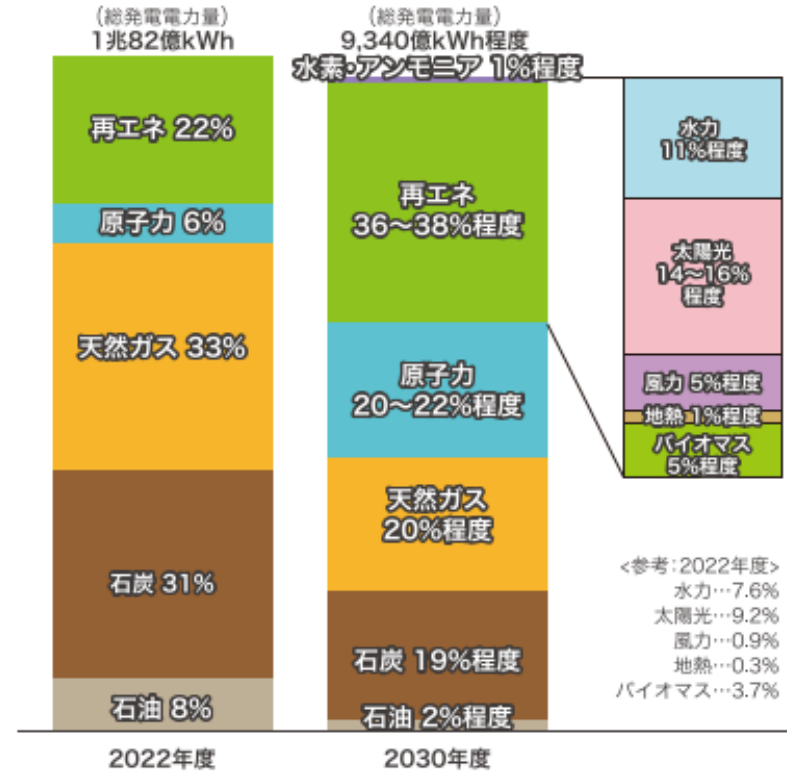 (総発電電力量)
1兆82億kWh
再エネ 22%
原子力 6%
天然ガス 33%
石炭 31%
石油 8%
2022年度
(総発電電力量)
9,340億kWh程度
水素・アンモニア 1%程度
再エネ
36～38%程度
原子力
20～22%程度
天然ガス
20%程度
石炭 19%程度
石油 2%程度
2030年度
水力
11%程度
太陽光
14～16%
程度
風力 5%程度
地熱 1%程度
バイオマス
5%程度
<参考:2022年度>
水力…7.6%
太陽光…9.2%
風力…0.9%
地熱…0.3%
バイオマス…3.7%